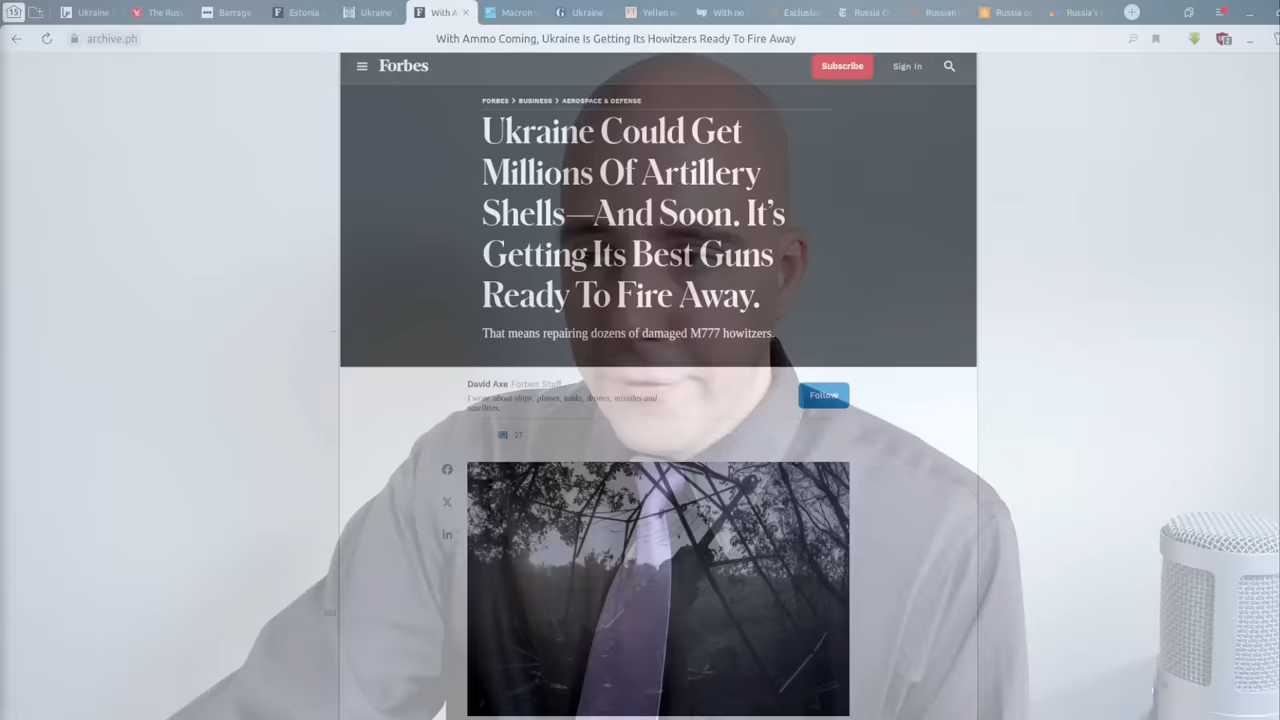 15
Ukraine
The Rus
Barrage
Estonia
Ukraine'
With A
Macron
Ukraine
Yellen w
With no
Exclusiv
Russia O
Russian
Russia or
Russia's
archive.ph
With Ammo Coming, Ukraine Is Getting Its Howitzers Ready To Fire Away
2
Forbes
Subscribe
Sign In
FORBES > BUSINESS > AEROSPACE & DEFENSE
Ukraine Could Get
Millions Of Artillery
Shells—And Soon. It's
Getting Its Best Guns
Ready To Fire Away.
That means repairing dozens of damaged M777 howitzers.
David Axe Forbes Staff
I write about ships, planes, tanks, drones, missiles and
satellites.
Follow
27